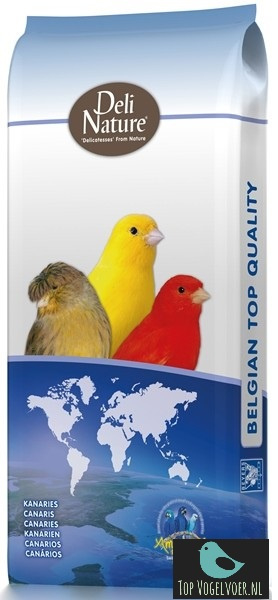 Deli
Nature
'Delicatesses' From Nature
BELGIAN TOP QUALITY
KANARIES
CANARIS
CANARIES
KANARIEN
CANARIOS
CANÁRIOS
TOP VOGELVOER.NL